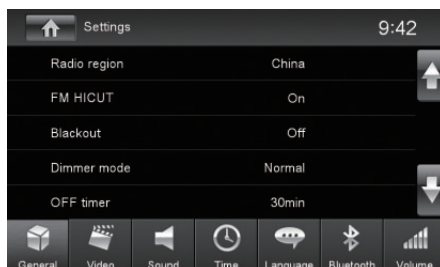 Settings 9:42
Radio region China
FM HICUT On
Blackout Off
Dimmer mode Normal
OFF timer 30min
General Video Sound Time Language Bluetooth Volume